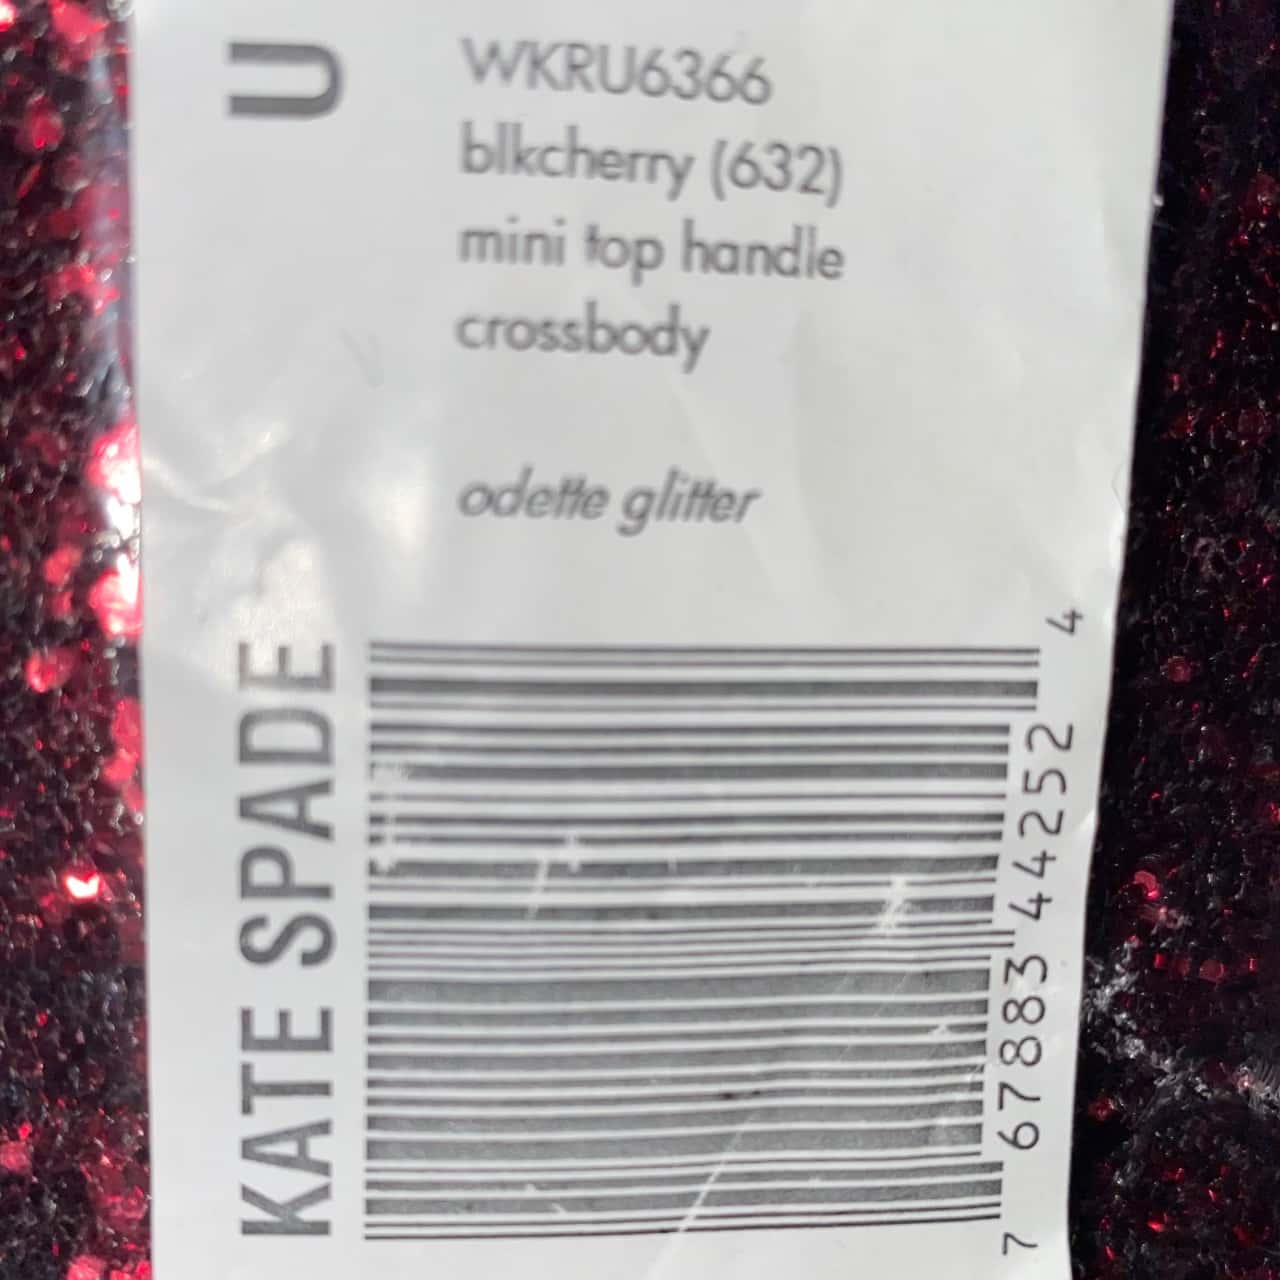 U
WKRU6366
blkcherry (632)
mini top handle
crossbody
odette glitter
KATE SPADE
7 67883 44252 4